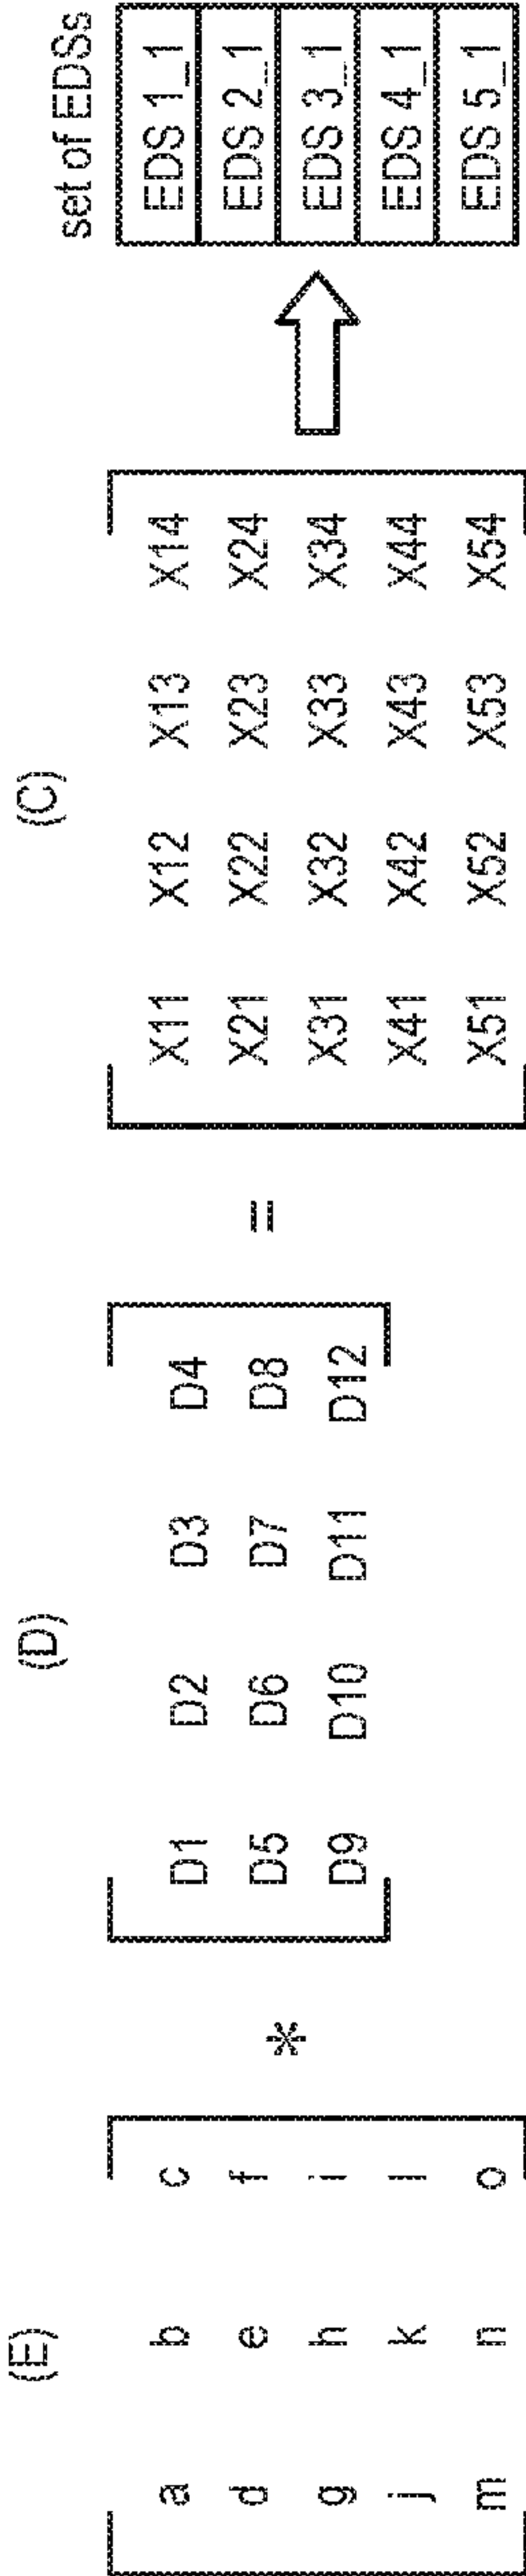 (E) (D) (C) set of EDSs
a b c D1 D2 D3 D4 X11 X12 X13 X14 EDS 1_1
d e f * D5 D6 D7 D8 = X21 X22 X23 X24 EDS 2_1
g h i D9 D10 D11 D12 X31 X32 X33 X34 EDS 3_1
j k l X41 X42 X43 X44 EDS 4_1
m n o X51 X52 X53 X54 EDS 5_1